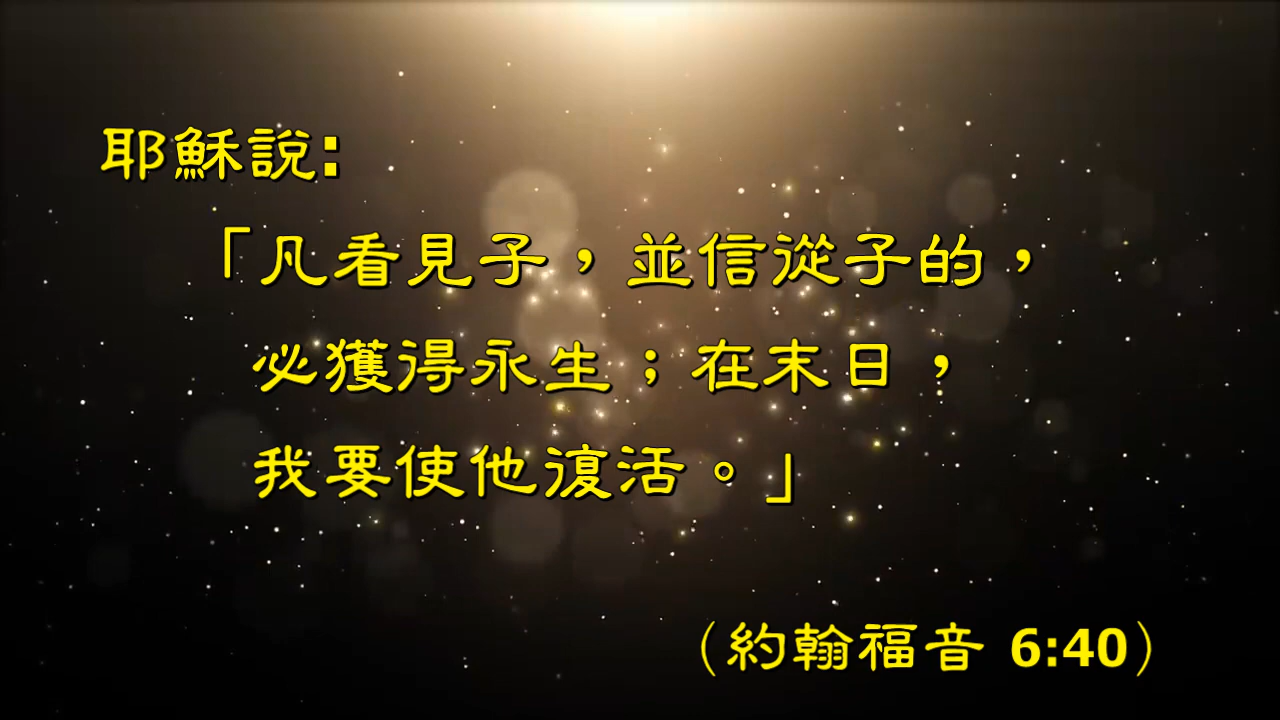 耶穌說:
「凡看見子，並信從子的，
必獲得永生；在末日，
我要使他復活。」
（約翰福音 6:40）